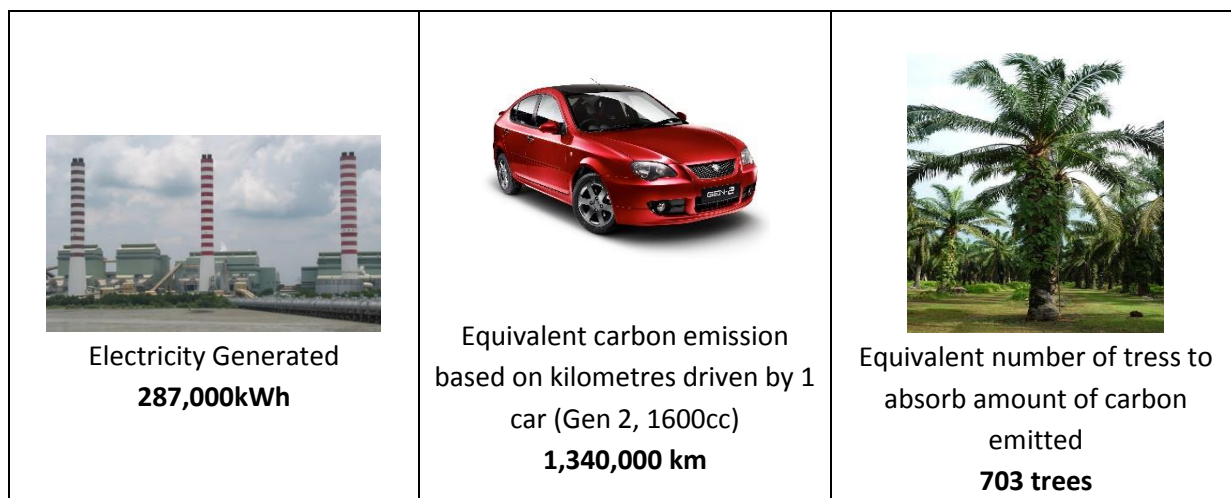 Electricity Generated
287,000kWh
GEN•2
Equivalent carbon emission
based on kilometres driven by 1
car (Gen 2, 1600cc)
1,340,000 km
Equivalent number of tress to
absorb amount of carbon
emitted
703 trees